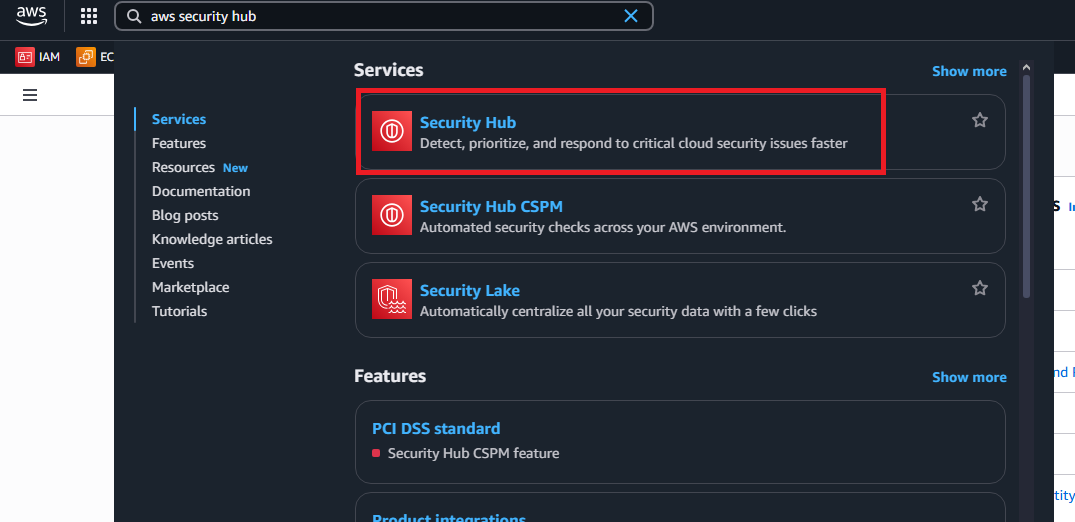 aws
aws security hub
IAM
EC
Services
Show more
Services
Features
Resources New
Documentation
Blog posts
Knowledge articles
Events
Marketplace
Tutorials
Security Hub
Detect, prioritize, and respond to critical cloud security issues faster
Security Hub CSPM
Automated security checks across your AWS environment.
Security Lake
Automatically centralize all your security data with a few clicks
Features
Show more
PCI DSS standard
Security Hub CSPM feature
Product integrations